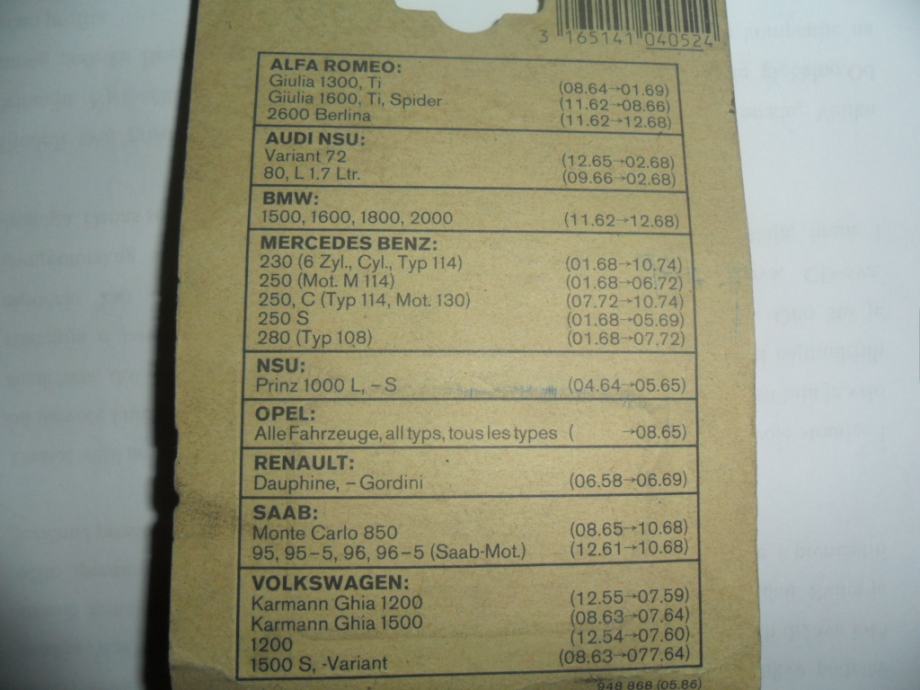 3 165141 040524
ALFA ROMEO:
Giulia 1300, Ti (08.64→01.69)
Giulia 1600, Ti, Spider (11.62→08.66)
2600 Berlina (11.62→12.68)
AUDI NSU:
Variant 72 (12.65→02.68)
80, L 1.7 Ltr. (09.66→02.68)
BMW:
1500, 1600, 1800, 2000 (11.62→12.68)
MERCEDES BENZ:
230 (6 Zyl., Cyl., Typ 114) (01.68→10.74)
250 (Mot. M 114) (01.68→06.72)
250, C (Typ 114, Mot. 130) (07.72→10.74)
250 S (01.68→05.69)
280 (Typ 108) (01.68→07.72)
NSU:
Prinz 1000 L, –S (04.64→05.65)
OPEL:
Alle Fahrzeuge, all typs, tous les types ( →08.65)
RENAULT:
Dauphine, – Gordini (06.58→06.69)
SAAB:
Monte Carlo 850 (08.65→10.68)
95, 95–5, 96, 96–5 (Saab-Mot.) (12.61→10.68)
VOLKSWAGEN:
Karmann Ghia 1200 (12.55→07.59)
Karmann Ghia 1500 (08.63→07.64)
1200 (12.54→07.60)
1500 S, -Variant (08.63→077.64)
948 868 (05.86)